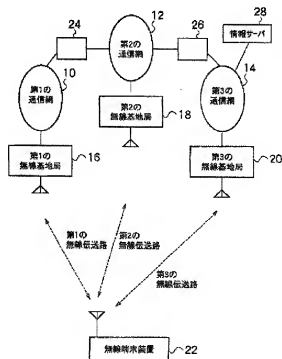 24
12
26
28
第2の
通信網
情報サーバ
第1の
通信網
10
第3の
通信網
14
第2の
無線基地局
18
第1の
無線基地局
16
第3の
無線基地局
20
第1の
無線伝送路
第2の
無線伝送路
第3の
無線伝送路
無線端末装置
22